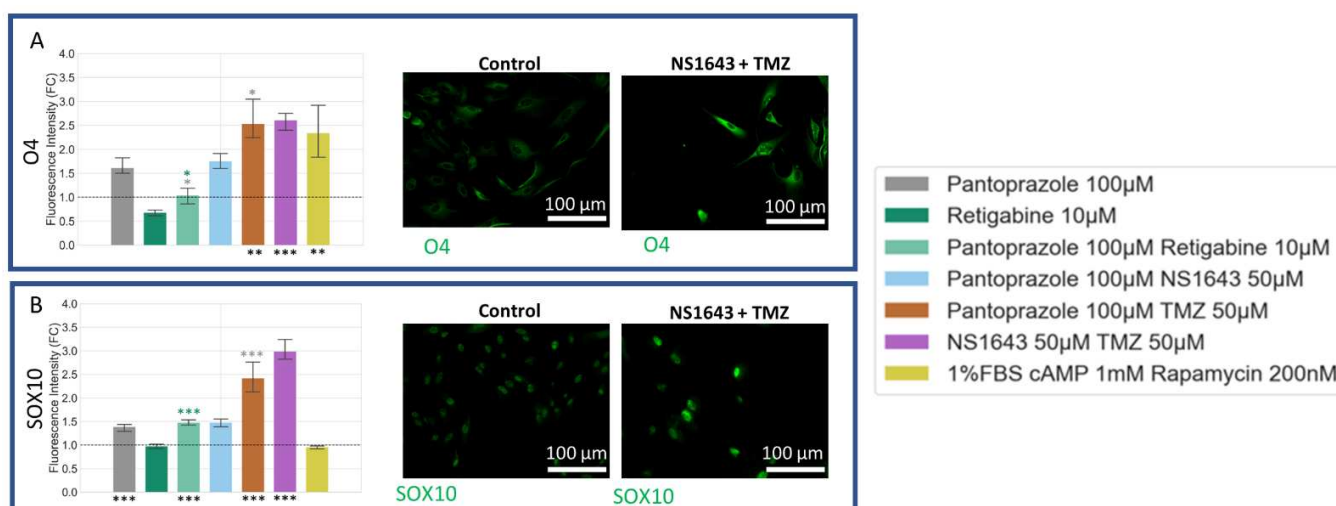 A
4.0
3.5
3.0
2.5
2.0
1.5
1.0
0.5
0.0
Fluorescence Intensity (FC)
O4
*
*
*
** *** **
Control
NS1643 + TMZ
100 µm
100 µm
O4
O4
B
4.0
3.5
3.0
2.5
2.0
1.5
1.0
0.5
0.0
Fluorescence Intensity (FC)
SOX10
***
***
*** *** *** ***
Control
NS1643 + TMZ
100 µm
100 µm
SOX10
SOX10
Pantoprazole 100µM
Retigabine 10µM
Pantoprazole 100µM Retigabine 10µM
Pantoprazole 100µM NS1643 50µM
Pantoprazole 100µM TMZ 50µM
NS1643 50µM TMZ 50µM
1%FBS cAMP 1mM Rapamycin 200nM